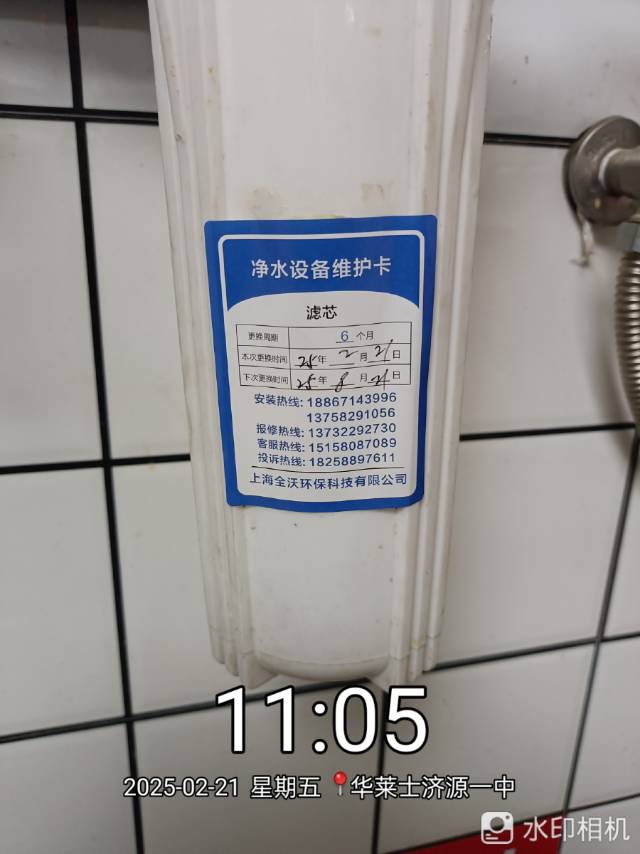 净水设备维护卡
滤芯
更换周期 6个月
本次更换时间 25年 2月 21日
下次更换时间 25年 8月 21日
安装热线: 18867143996
13758291056
报修热线: 13732292730
客服热线: 15158087089
投诉热线: 18258897611
上海全沃环保科技有限公司
11:05
2025-02-21 星期五 华莱士济源一中
水印相机